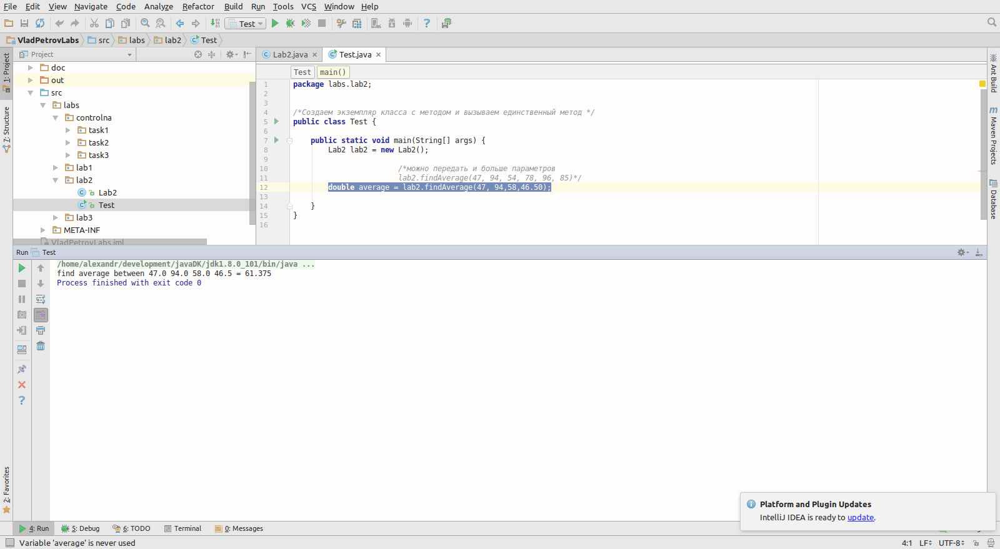 File Edit View Navigate Code Analyze Refactor Build Run Tools VCS Window Help
Test
VladPetrovLabs src labs lab2 Test
1: Project
7: Structure
2: Favorites
Project
doc
out
src
labs
controlna
task1
task2
task3
lab1
lab2
Lab2
Test
lab3
META-INF
VladPetrovLabs.iml
Lab2.java Test.java
Test main()
1 package labs.lab2;
2
3
4 /*Создаем экземпляр класса с методом и вызываем единственный метод */
5 public class Test {
6
7 public static void main(String[] args) {
8 Lab2 lab2 = new Lab2();
9
10 /*можно передать и больше параметров
11 lab2.findAverage(47, 94, 54, 78, 96, 85)*/
12 double average = lab2.findAverage(47, 94,58,46.50);
13
14 }
15 }
16
Ant Build
Maven Projects
Database
Run Test
/home/alexandr/development/javaDK/jdk1.8.0_101/bin/java ...
find average between 47.0 94.0 58.0 46.5 = 61.375
Process finished with exit code 0
Platform and Plugin Updates
IntelliJ IDEA is ready to update.
4: Run 5: Debug 6: TODO Terminal 0: Messages
Variable 'average' is never used
4:1 LF UTF-8